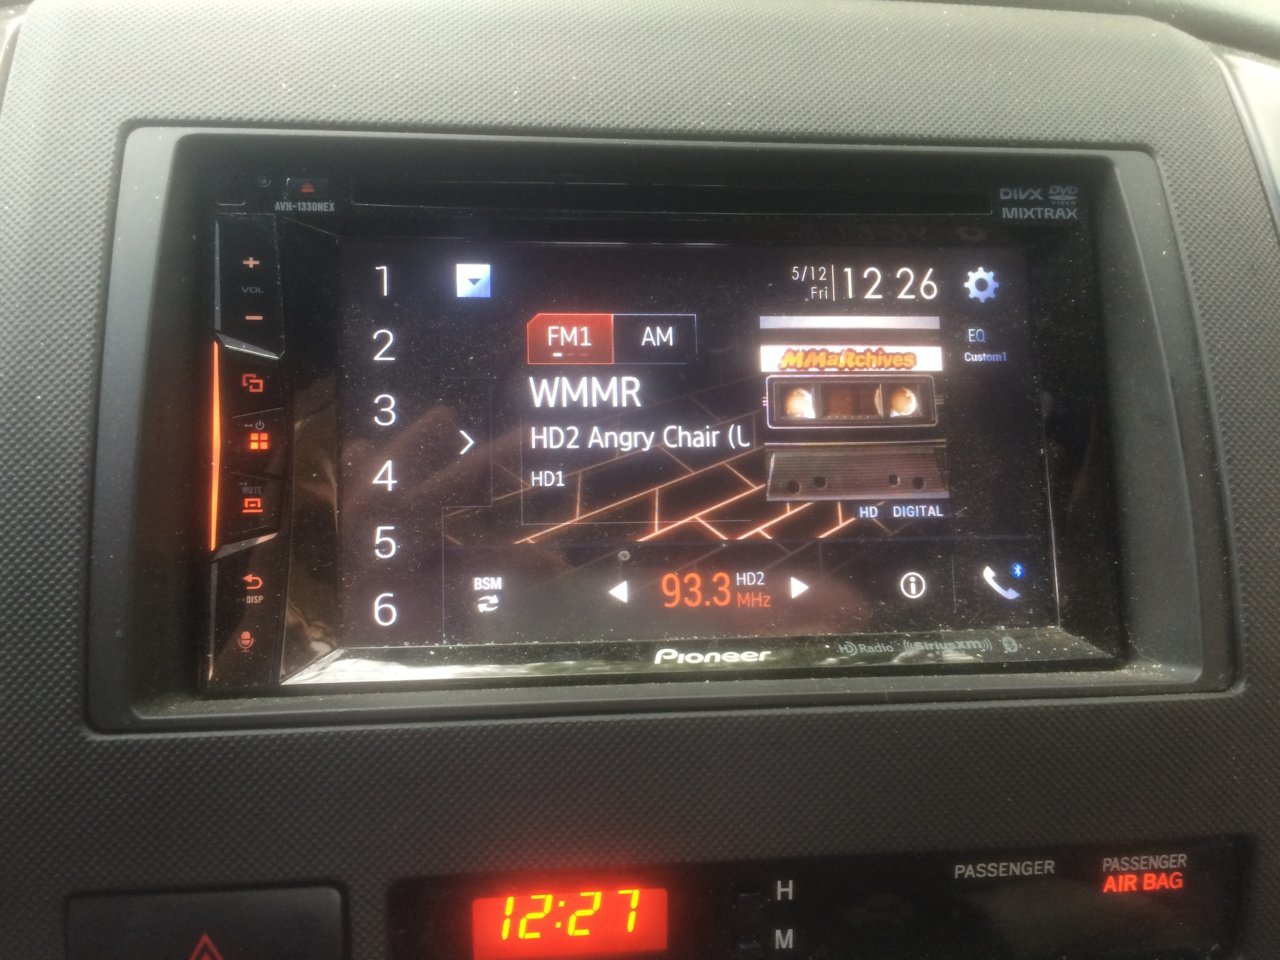 AVH-1330NEX
DivX DVD VIDEO
MIXTRAX
+
VOL
−
MUTE
DISP
1
2
3
4
5
6
5/12
Fri
12 26
FM1
AM
EQ
Custom1
MMaRchives
WMMR
HD2 Angry Chair (L
HD1
HD DIGITAL
BSM
93.3 HD2
MHz
Pioneer
HD Radio
((SiriusXM))
12:27
H
M
PASSENGER
PASSENGER
AIR BAG